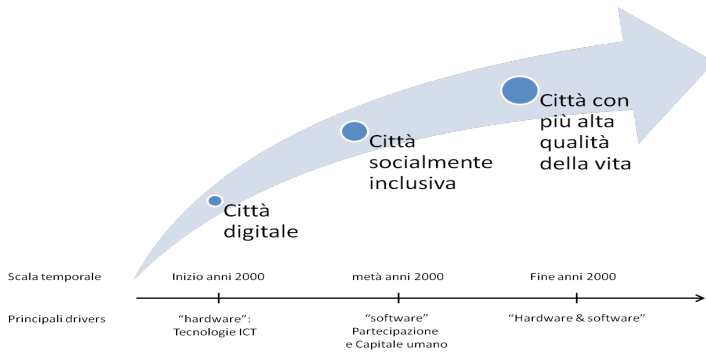 Città con
più alta
qualità
della vita
Città
socialmente
inclusiva
Città
digitale
Scala temporale
Inizio anni 2000
metà anni 2000
Fine anni 2000
Principali drivers
"hardware":
Tecnologie ICT
"software"
Partecipazione
e Capitale umano
"Hardware & software"